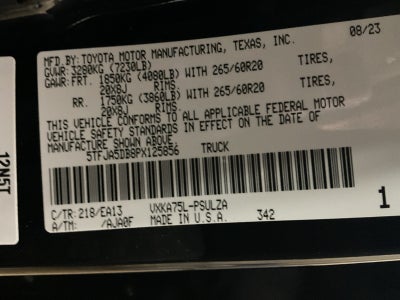 MFD. BY: TOYOTA MOTOR MANUFACTURING, TEXAS, INC. 08/23
GVWR: 3280KG (7230LB)
GAWR: FRT. 1850KG (4080LB) WITH 265/60R20 TIRES,
20X8J RIMS.
RR. 1750KG (3860LB) WITH 265/60R20 TIRES,
20X8J RIMS.
THIS VEHICLE CONFORMS TO ALL APPLICABLE FEDERAL MOTOR
VEHICLE SAFETY STANDARDS IN EFFECT ON THE DATE OF
MANUFACTURE SHOWN ABOVE.
5TFJA5DB8PX125656 TRUCK
C/TR: 218/EA13 VXKA75L-PSULZA
A/TM: /AJA0F MADE IN U.S.A. 342 1
12N5T